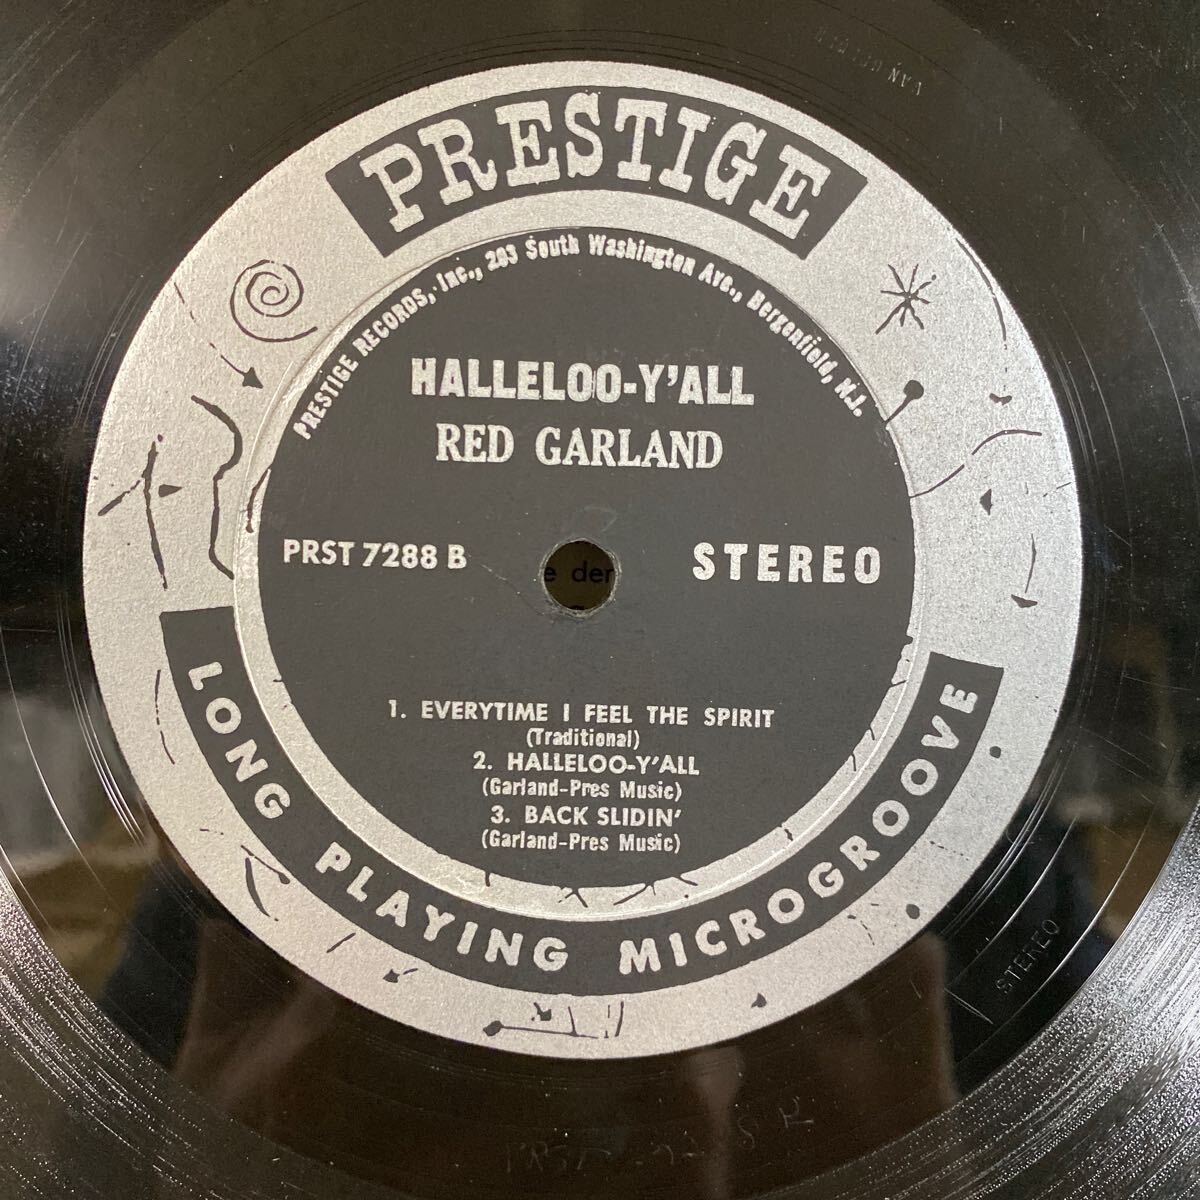 PRESTIGE
PRESTIGE RECORDS, Inc., 203 South Washington Ave., Bergenfield, N.J.
HALLELOO-Y'ALL
RED GARLAND
PRST 7288 B
STEREO
e der
1. EVERYTIME I FEEL THE SPIRIT
(Traditional)
2. HALLELOO-Y'ALL
(Garland-Pres Music)
3. BACK SLIDIN'
(Garland-Pres Music)
LONG PLAYING MICROGROOVE
STEREO